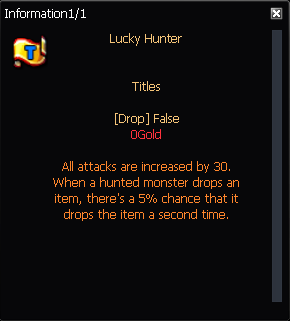 Information1/1
Lucky Hunter
T
Titles
[Drop] False
0Gold
All attacks are increased by 30.
When a hunted monster drops an
item, there's a 5% chance that it
drops the item a second time.